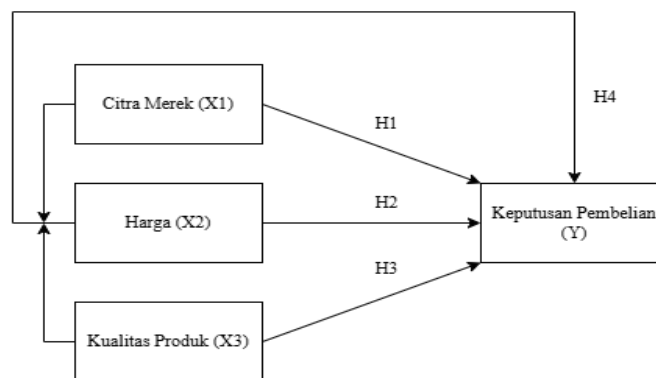 Citra Merek (X1)
H1
H4
Harga (X2)
H2
Keputusan Pembelian
(Y)
H3
Kualitas Produk (X3)